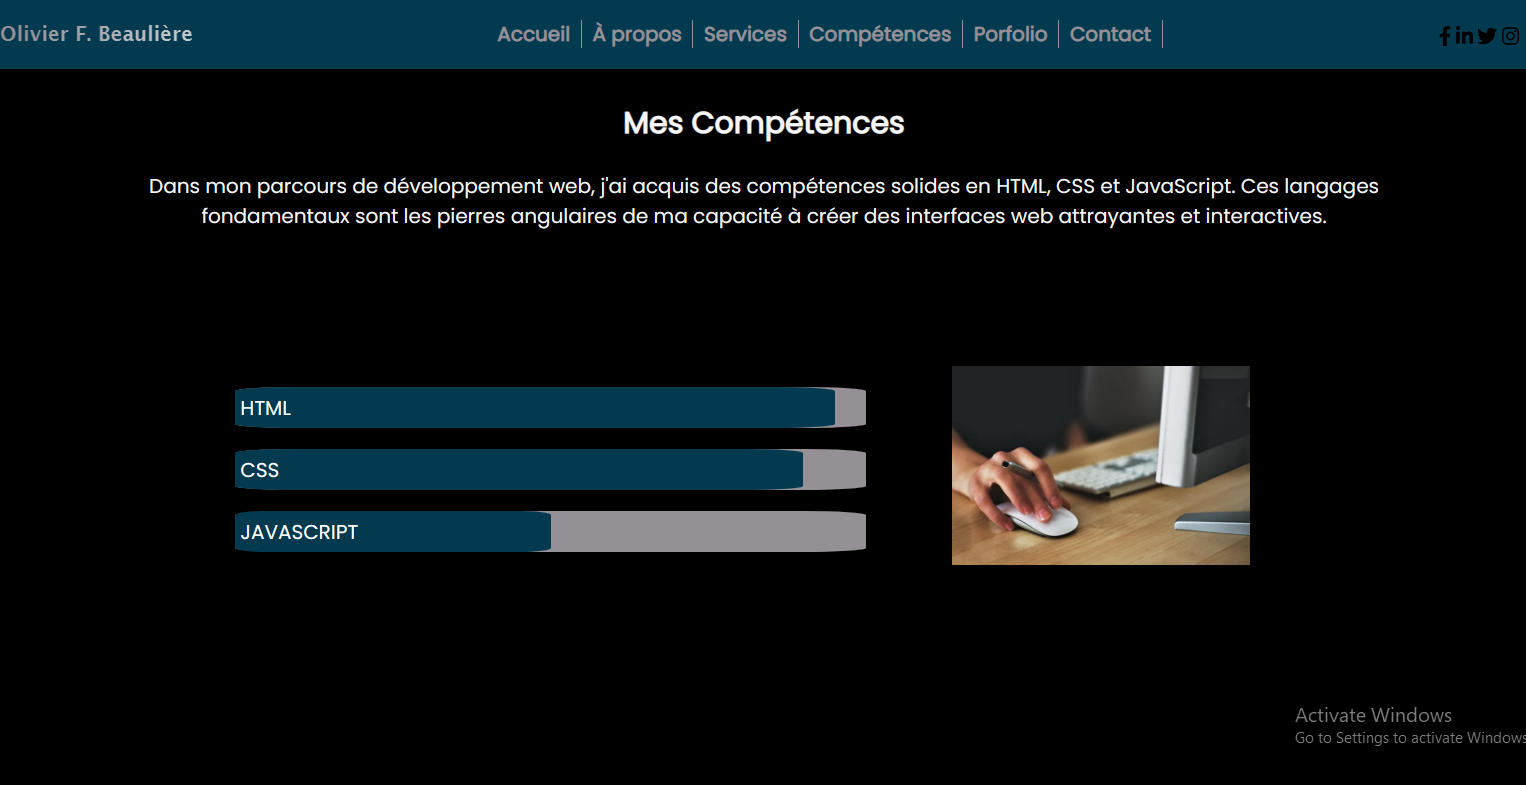 Olivier F. Beaulière
Accueil À propos Services Compétences Porfolio Contact
Mes Compétences
Dans mon parcours de développement web, j'ai acquis des compétences solides en HTML, CSS et JavaScript. Ces langages
fondamentaux sont les pierres angulaires de ma capacité à créer des interfaces web attrayantes et interactives.
HTML
CSS
JAVASCRIPT
Activate Windows
Go to Settings to activate Windows